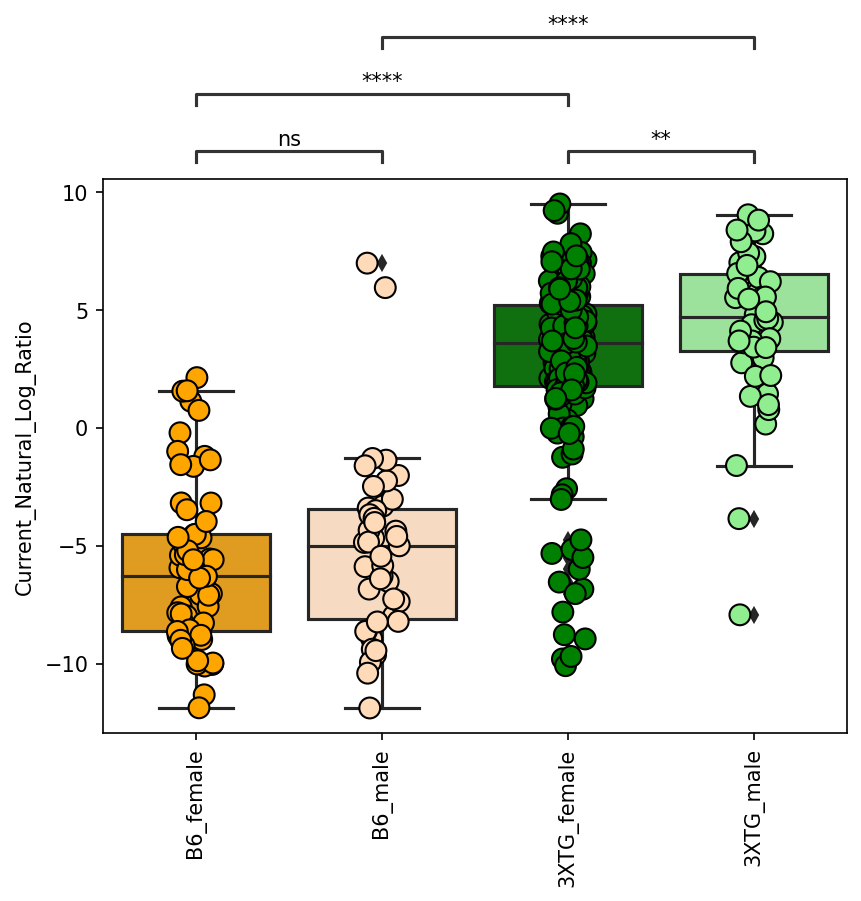 ****
****
ns
**
10
5
0
−5
−10
Current_Natural_Log_Ratio
B6_female
B6_male
3XTG_female
3XTG_male